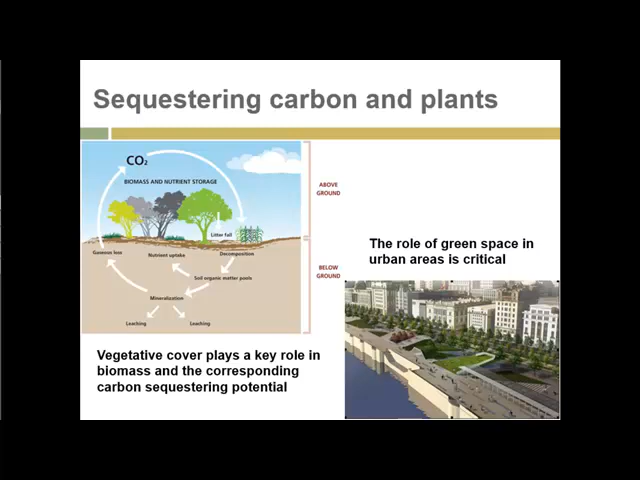 Sequestering carbon and plants
CO2
BIOMASS AND NUTRIENT STORAGE
Litter fall
Gaseous loss
Nutrient uptake
Decomposition
Soil organic matter pools
Mineralization
Leaching
Leaching
ABOVE
GROUND
BELOW
GROUND
The role of green space in
urban areas is critical
Vegetative cover plays a key role in
biomass and the corresponding
carbon sequestering potential